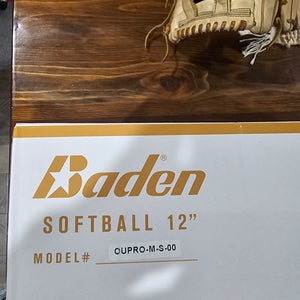 Baden®
SOFTBALL 12"
MODEL# OUPRO-M-S-00